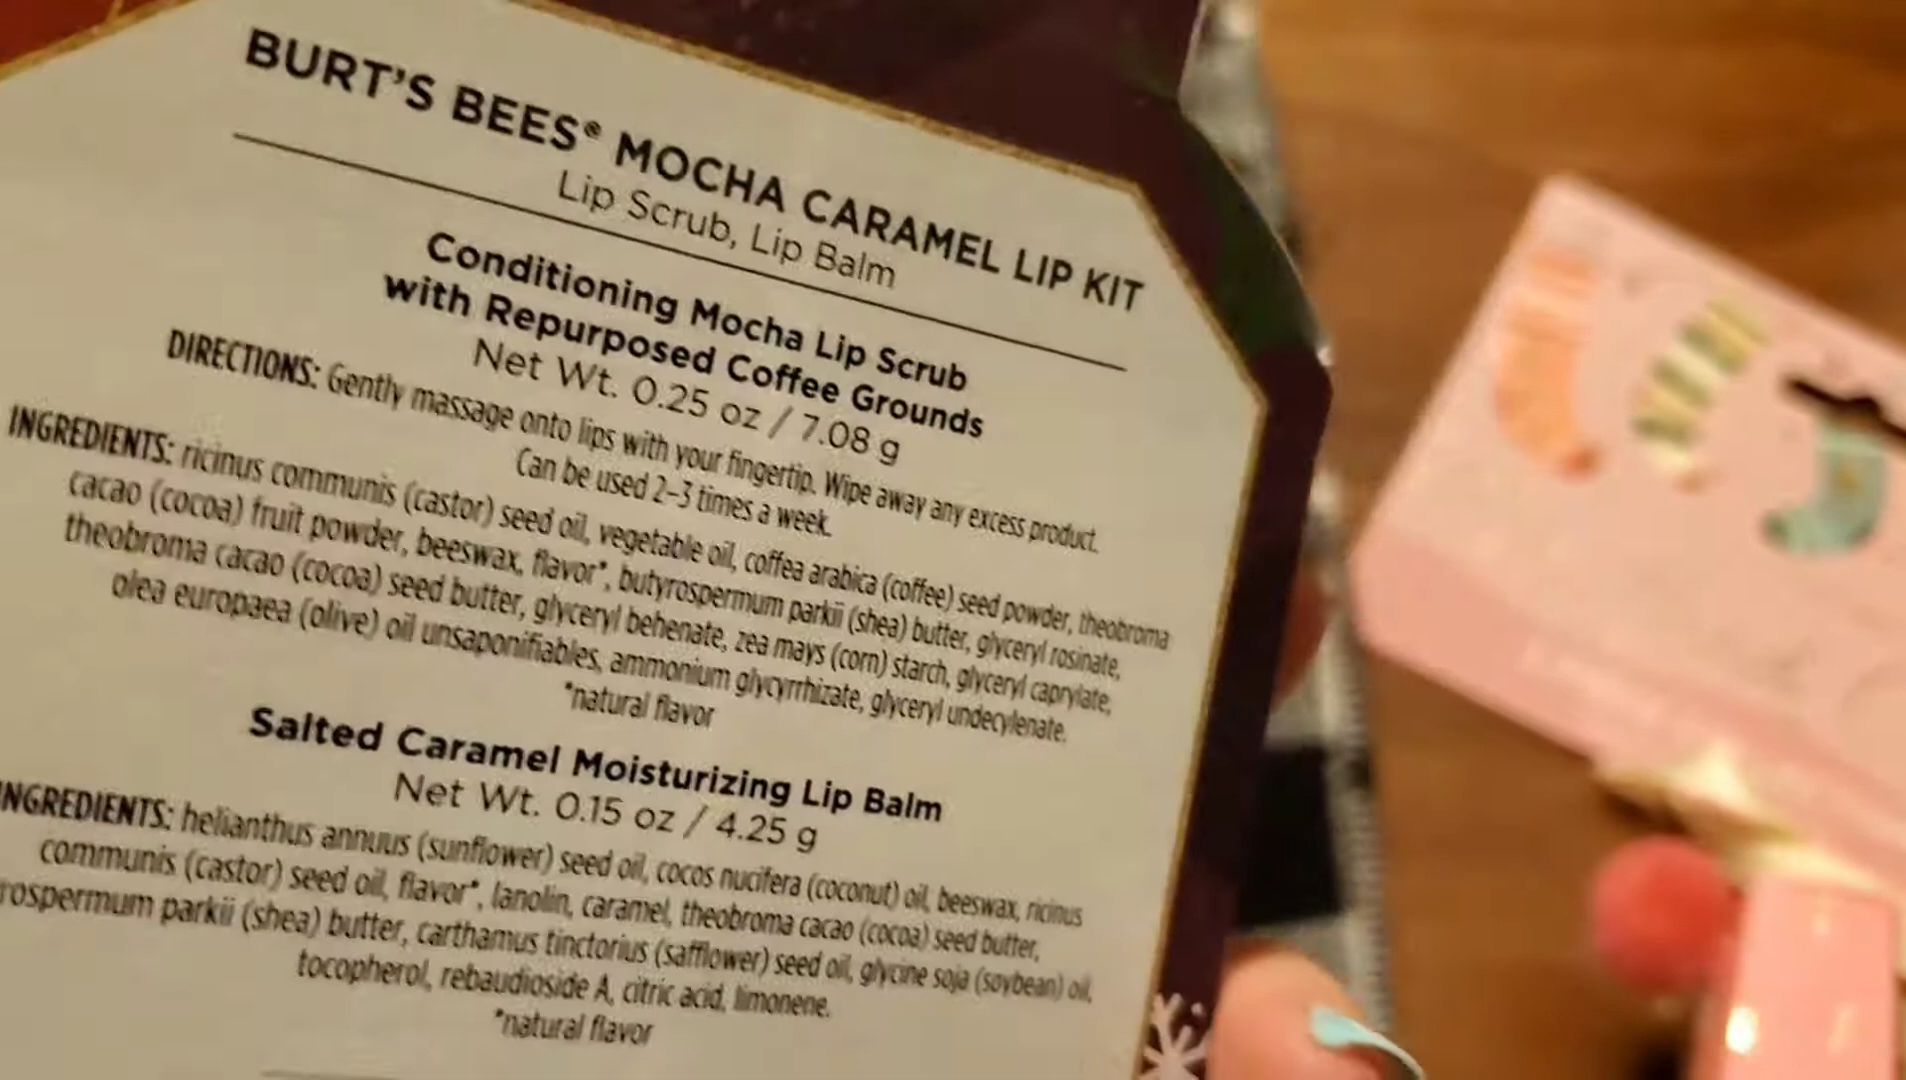 BURT'S BEES® MOCHA CARAMEL LIP KIT
Lip Scrub, Lip Balm
Conditioning Mocha Lip Scrub
with Repurposed Coffee Grounds
Net Wt. 0.25 oz / 7.08 g
DIRECTIONS: Gently massage onto lips with your fingertip. Wipe away any excess product.
Can be used 2–3 times a week.
INGREDIENTS: ricinus communis (castor) seed oil, vegetable oil, coffea arabica (coffee) seed powder, theobroma
cacao (cocoa) fruit powder, beeswax, flavor*, butyrospermum parkii (shea) butter, glyceryl rosinate,
theobroma cacao (cocoa) seed butter, glyceryl behenate, zea mays (corn) starch, glyceryl caprylate,
olea europaea (olive) oil unsaponifiables, ammonium glycyrrhizate, glyceryl undecylenate.
*natural flavor
Salted Caramel Moisturizing Lip Balm
Net Wt. 0.15 oz / 4.25 g
INGREDIENTS: helianthus annuus (sunflower) seed oil, cocos nucifera (coconut) oil, beeswax, ricinus
communis (castor) seed oil, flavor*, lanolin, caramel, theobroma cacao (cocoa) seed butter,
rospermum parkii (shea) butter, carthamus tinctorius (safflower) seed oil, glycine soja (soybean) oil,
tocopherol, rebaudioside A, citric acid, limonene.
*natural flavor